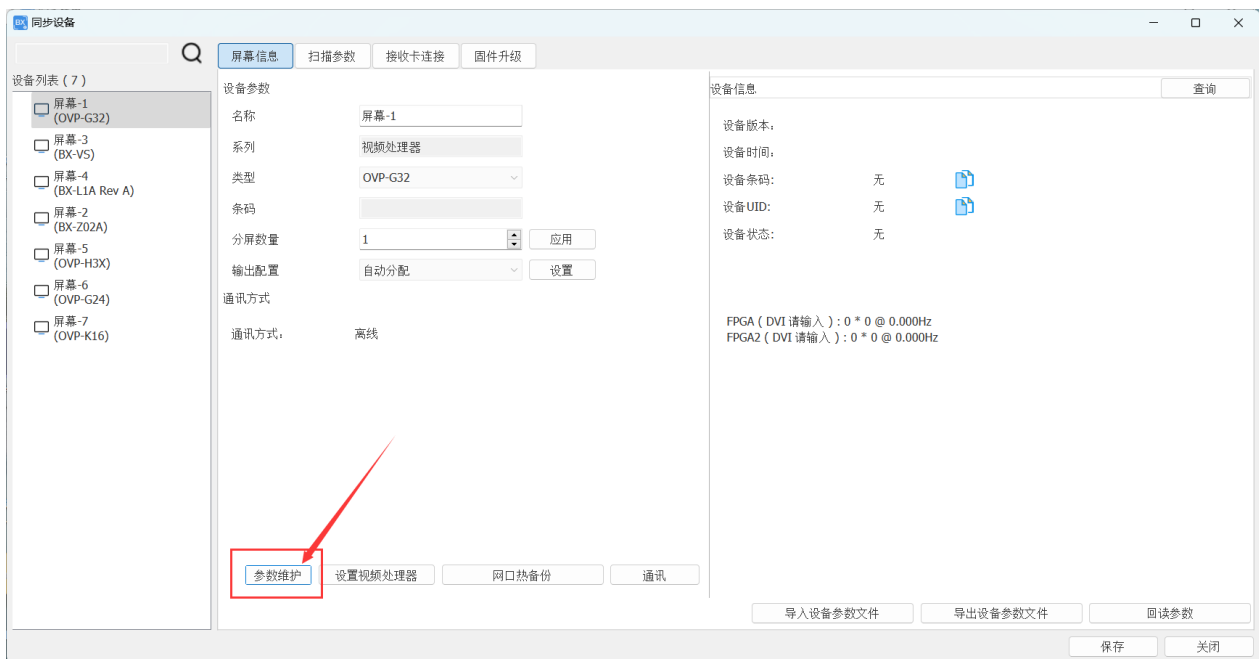 BX 同步设备
屏幕信息 扫描参数 接收卡连接 固件升级
设备列表 ( 7 )
屏幕-1
(OVP-G32)
屏幕-3
(BX-VS)
屏幕-4
(BX-L1A Rev A)
屏幕-2
(BX-Z02A)
屏幕-5
(OVP-H3X)
屏幕-6
(OVP-G24)
屏幕-7
(OVP-K16)
设备参数
名称 屏幕-1
系列 视频处理器
类型 OVP-G32
条码
分屏数量 1 应用
输出配置 自动分配 设置
通讯方式
通讯方式: 离线
参数维护 设置视频处理器 网口热备份 通讯
设备信息 查询
设备版本:
设备时间:
设备条码: 无
设备UID: 无
设备状态: 无
FPGA ( DVI 请输入 ) : 0 * 0 @ 0.000Hz
FPGA2 ( DVI 请输入 ) : 0 * 0 @ 0.000Hz
导入设备参数文件 导出设备参数文件 回读参数
保存 关闭